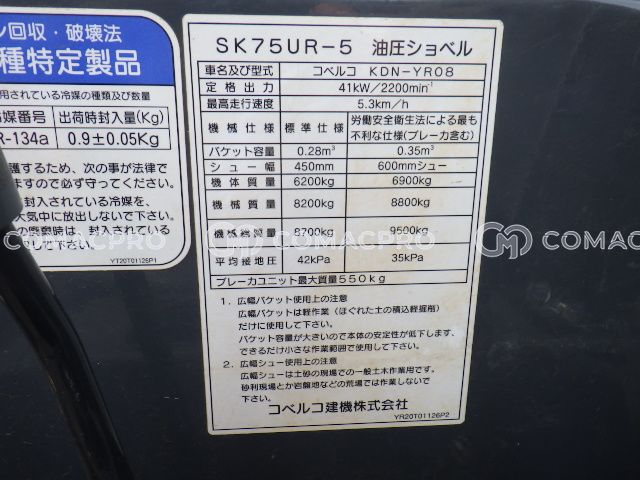 ン回収・破壊法
種特定製品
用されている冷媒の種類及び数量
冷媒番号 出荷時封入量(Kg)
R-134a 0.9±0.05Kg
護するため、次の事が法律で
ますので必ず守ってください。
封入されている冷媒を、
大気中に放出しないで下さい。
の廃棄時は、封入されている
して下さい。
YT20T01126P1
SK75UR-5 油圧ショベル
車名及び型式 コベルコ KDN-YR08
定格出力 41kW/2200min⁻¹
最高走行速度 5.3km/h
機械仕様 標準仕様 労働安全衛生法による最も不利な仕様(ブレーカ含む)
バケット容量 0.28m³ 0.35m³
シュー幅 450mm 600mmシュー
機体質量 6200kg 6900kg
機械質量 8200kg 8800kg
機械総質量 8700kg 9500kg
平均接地圧 42kPa 35kPa
ブレーカユニット最大質量550kg
1.広幅バケット使用上の注意
広幅バケットは軽作業(ほぐれた土の積込軽掘削)
だけに使用して下さい。
バケット容量が大きいので本体の安定性が低下します、
できるだけ小さな作業範囲で使用して下さい。
2.広幅シュー使用上の注意
広幅シューは土砂の現場での一般土木作業用です。
砂利現場とか岩盤地などの荒場では作業しないで
ください。
コベルコ建機株式会社
YR20T01126P2
COMACPRO
COMACPRO
COMACPRO